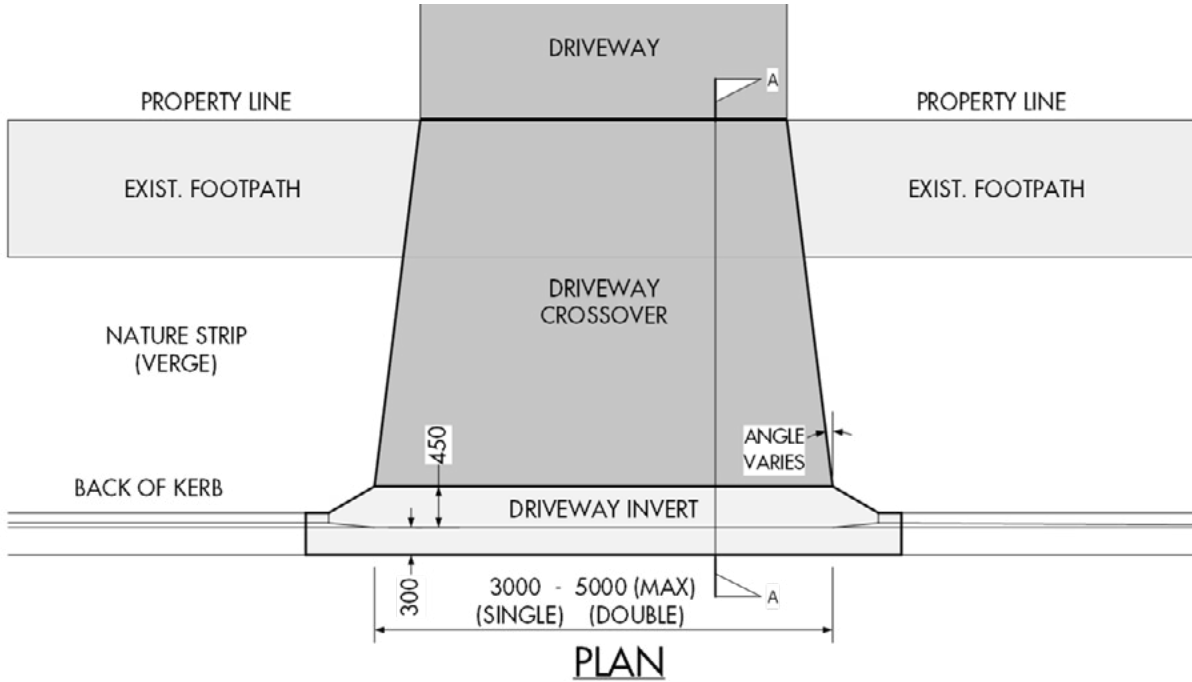 DRIVEWAY
A
PROPERTY LINE
PROPERTY LINE
EXIST. FOOTPATH
EXIST. FOOTPATH
DRIVEWAY
CROSSOVER
NATURE STRIP
(VERGE)
450
ANGLE
VARIES
BACK OF KERB
DRIVEWAY INVERT
300
3000 - 5000 (MAX)
(SINGLE) (DOUBLE)
A
PLAN